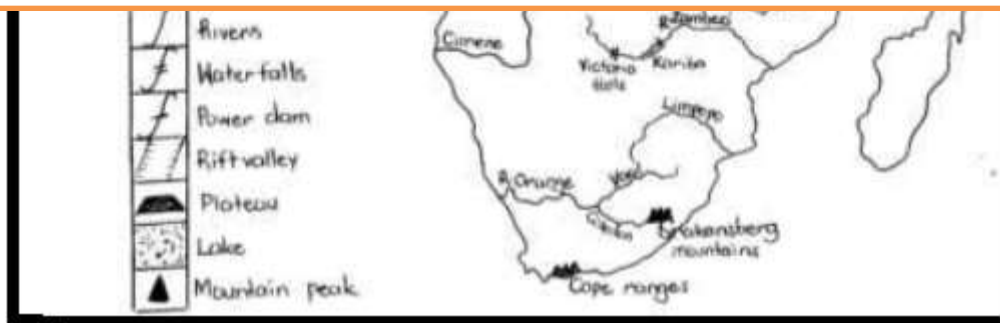 Rivers
Waterfalls
Power dam
Rift valley
Plateau
Lake
Mountain peak
R. Zambezi
Cunene
Victoria
falls
Kariba
Limpopo
Vaal
R. Orange
Drakensberg
mountains
Cape ranges